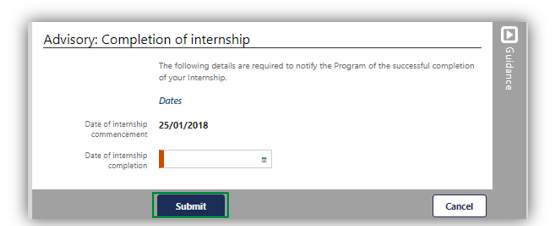 Advisory: Completion of internship
Guidance
The following details are required to notify the Program of the successful completion
of your Internship.
Dates
Date of internship
commencement
25/01/2018
Date of internship
completion
Submit
Cancel